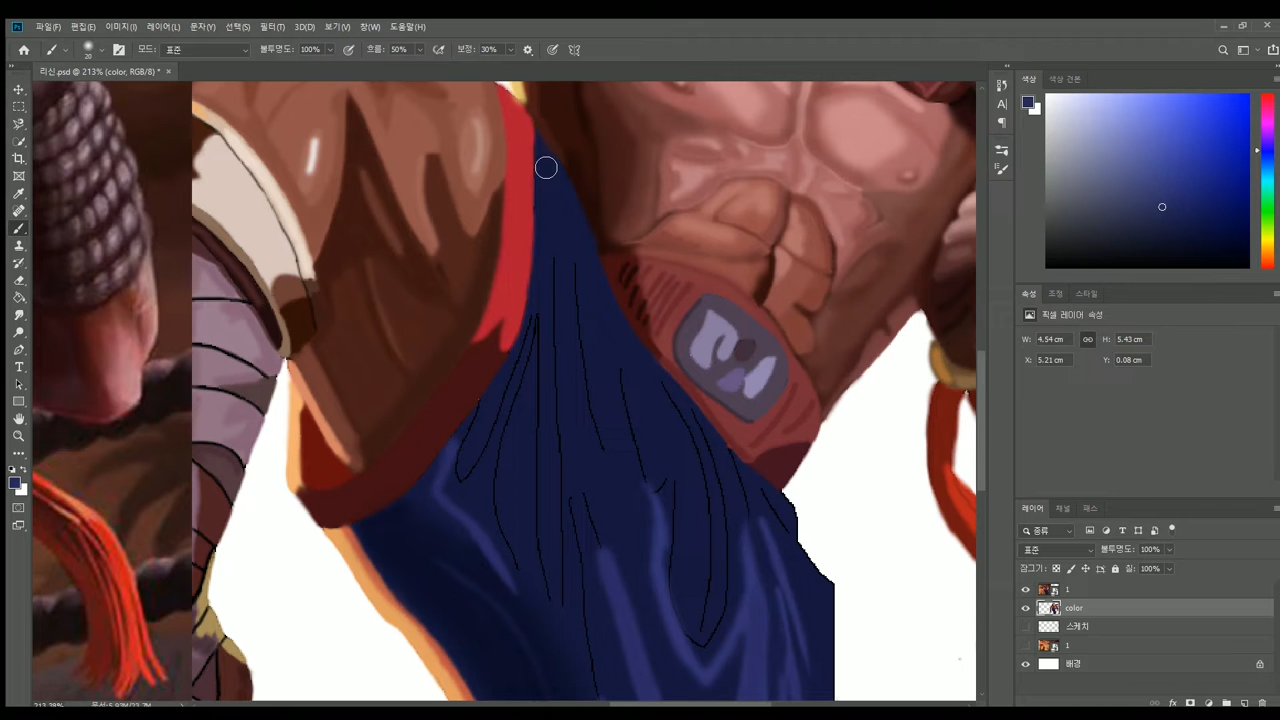 Ps 파일(F) 편집(E) 이미지(I) 레이어(L) 문자(Y) 선택(S) 필터(T) 3D(D) 보기(V) 창(W) 도움말(H)
20 모드: 표준 불투명도: 100% 흐름: 50% 보정: 30%
리신.psd @ 213% (color, RGB/8) * ×
색상 색상 견본
속성 조정 스타일
픽셀 레이어 속성
W: 4.54 cm H: 5.43 cm
X: 5.21 cm Y: 0.08 cm
레이어 채널 패스
종류
표준 불투명도: 100%
잠그기: 칠: 100%
1
color
스케치
1
배경